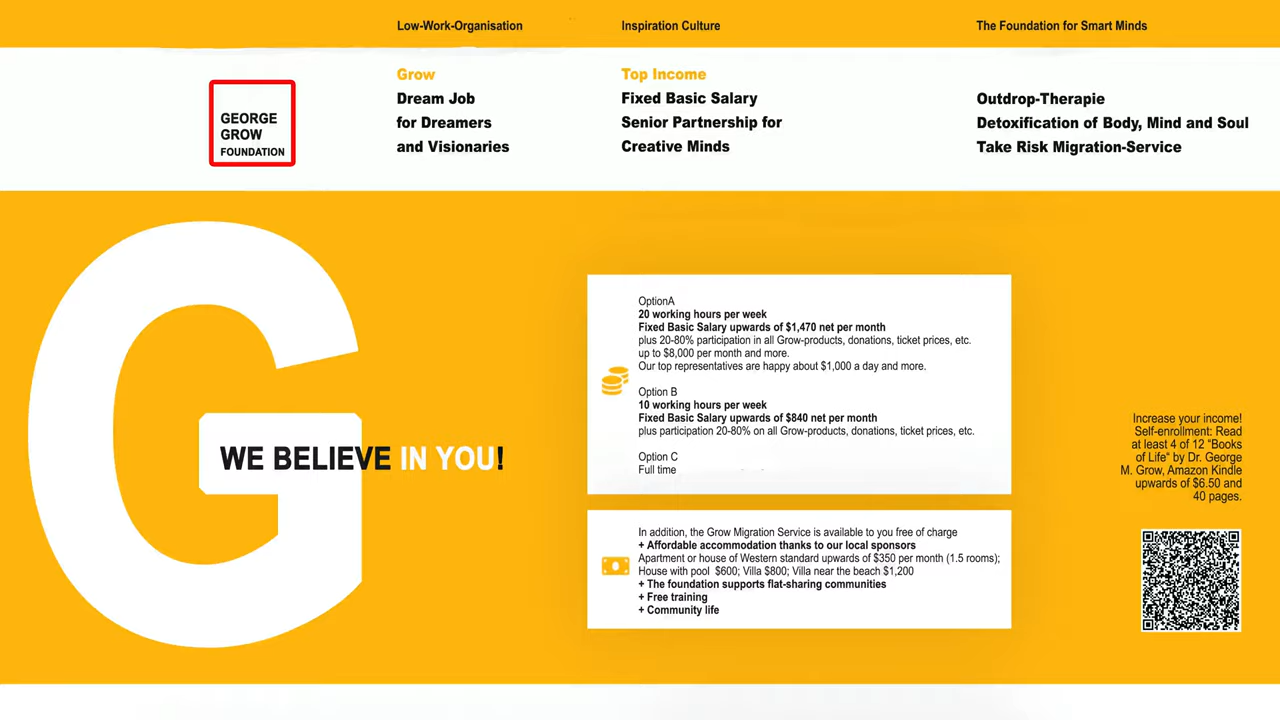 Low-Work-Organisation
Inspiration Culture
The Foundation for Smart Minds
GEORGE
GROW
FOUNDATION
Grow
Dream Job
for Dreamers
and Visionaries
Top Income
Fixed Basic Salary
Senior Partnership for
Creative Minds
Outdrop-Therapie
Detoxification of Body, Mind and Soul
Take Risk Migration-Service
WE BELIEVE IN YOU!
OptionA
20 working hours per week
Fixed Basic Salary upwards of $1,470 net per month
plus 20-80% participation in all Grow-products, donations, ticket prices, etc.
up to $8,000 per month and more.
Our top representatives are happy about $1,000 a day and more.
Option B
10 working hours per week
Fixed Basic Salary upwards of $840 net per month
plus participation 20-80% on all Grow-products, donations, ticket prices, etc.
Option C
Full time
In addition, the Grow Migration Service is available to you free of charge
+ Affordable accommodation thanks to our local sponsors
Apartment or house of Western standard upwards of $350 per month (1.5 rooms);
House with pool $600; Villa $800; Villa near the beach $1,200
+ The foundation supports flat-sharing communities
+ Free training
+ Community life
Increase your income!
Self-enrollment: Read
at least 4 of 12 “Books
of Life“ by Dr. George
M. Grow, Amazon Kindle
upwards of $6.50 and
40 pages.